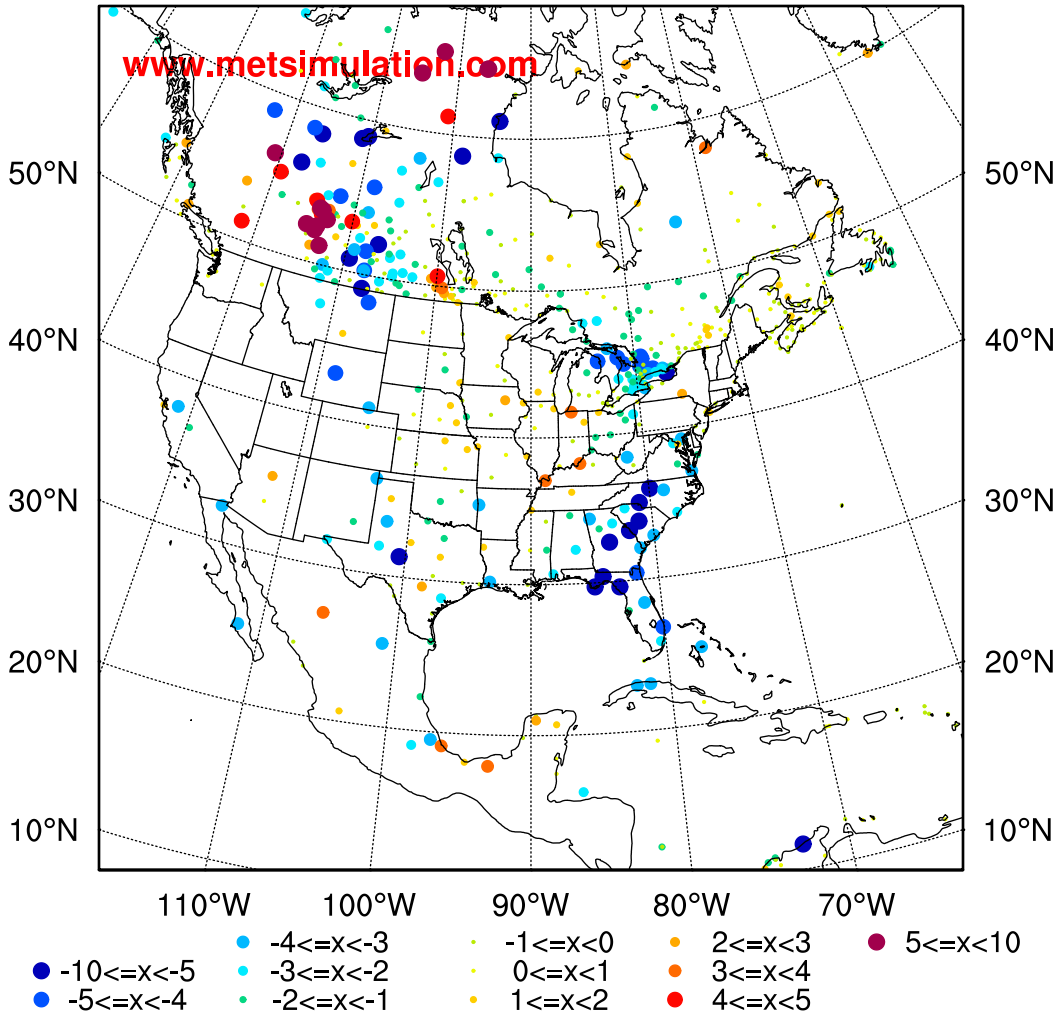 www.metsimulation.com
50°N
50°N
40°N
40°N
30°N
30°N
20°N
20°N
10°N
10°N
110°W 100°W 90°W 80°W 70°W
-4<=x<-3 -1<=x<0 2<=x<3 5<=x<10
-10<=x<-5 -3<=x<-2 0<=x<1 3<=x<4
-5<=x<-4 -2<=x<-1 1<=x<2 4<=x<5